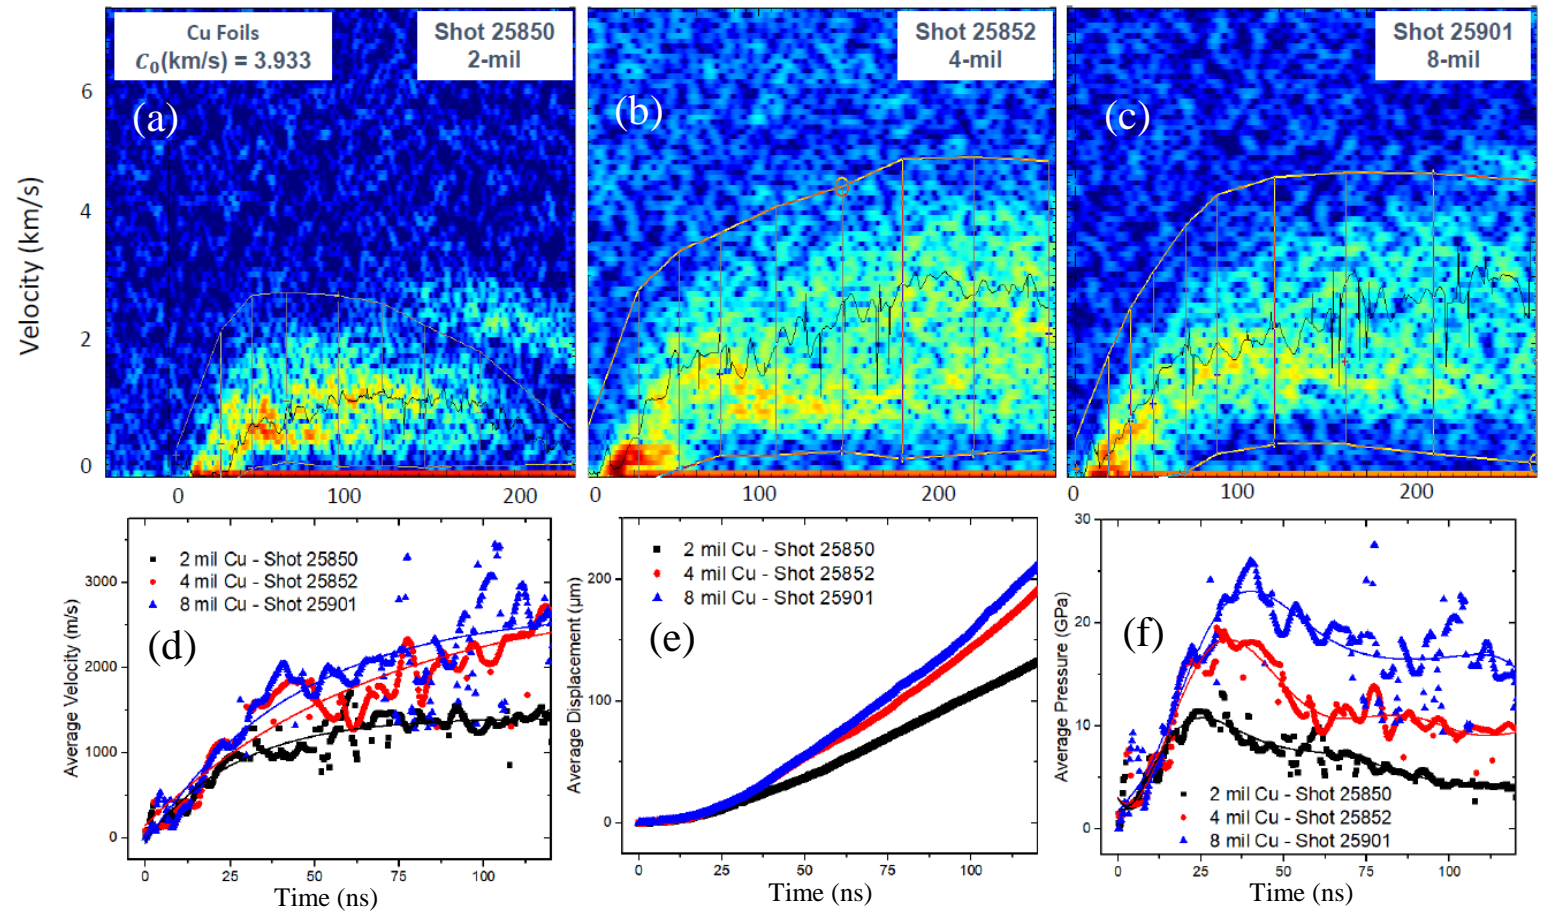 Cu Foils
C₀(km/s) = 3.933
Shot 25850
2-mil
Shot 25852
4-mil
Shot 25901
8-mil
(a)
(b)
(c)
Velocity (km/s)
6
4
2
0
0 100 200
0 100 200
0 100 200
2 mil Cu - Shot 25850
4 mil Cu - Shot 25852
8 mil Cu - Shot 25901
(d)
Average Velocity (m/s)
3000
2000
1000
0
0 25 50 75 100
Time (ns)
2 mil Cu - Shot 25850
4 mil Cu - Shot 25852
8 mil Cu - Shot 25901
(e)
Average Displacement (μm)
200
100
0
0 25 50 75 100
Time (ns)
(f)
Average Pressure (GPa)
30
20
10
0
2 mil Cu - Shot 25850
4 mil Cu - Shot 25852
8 mil Cu - Shot 25901
0 25 50 75 100
Time (ns)